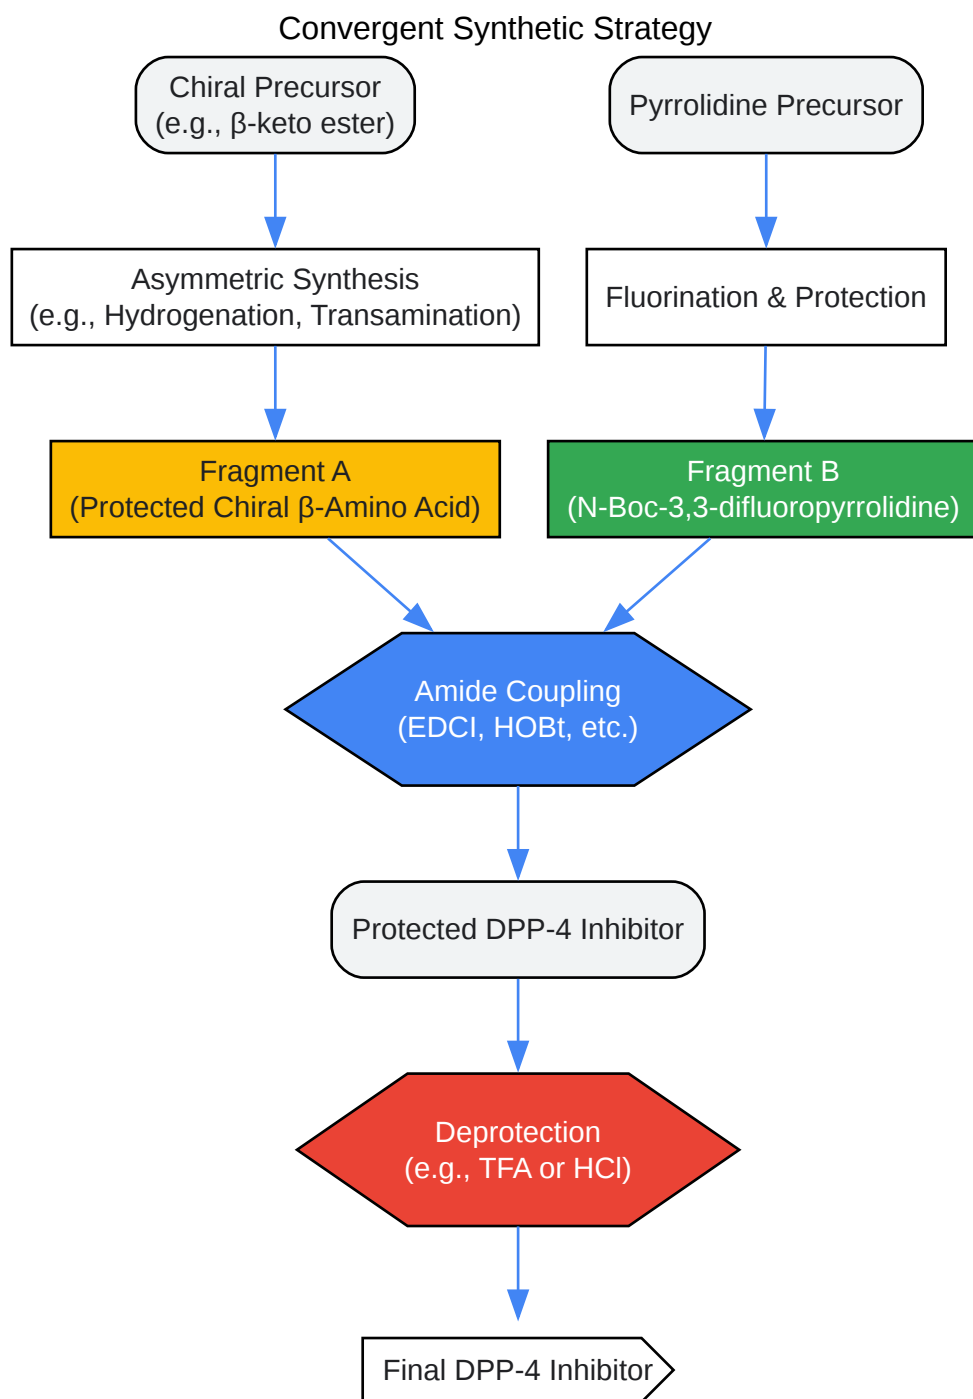 Convergent Synthetic Strategy
Chiral Precursor
(e.g., β-keto ester)
Pyrrolidine Precursor
Asymmetric Synthesis
(e.g., Hydrogenation, Transamination)
Fluorination & Protection
Fragment A
(Protected Chiral β-Amino Acid)
Fragment B
(N-Boc-3,3-difluoropyrrolidine)
Amide Coupling
(EDCI, HOBt, etc.)
Protected DPP-4 Inhibitor
Deprotection
(e.g., TFA or HCl)
Final DPP-4 Inhibitor